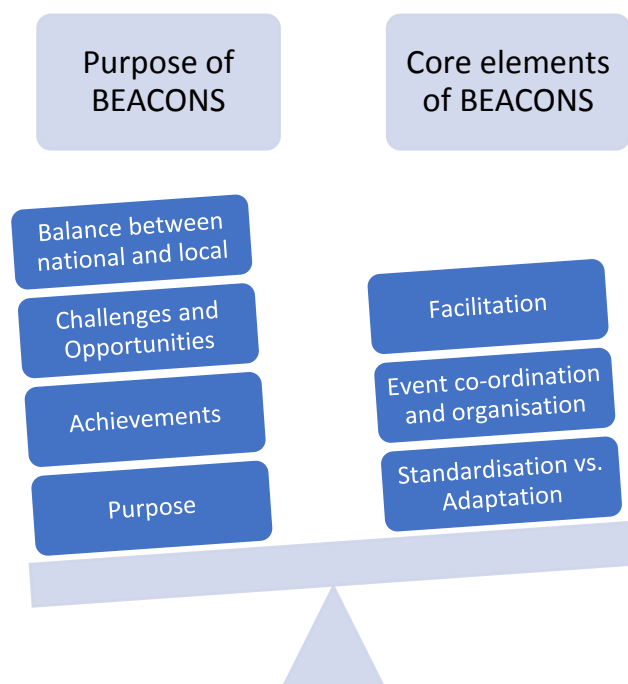 Purpose of
BEACONS
Balance between
national and local
Challenges and
Opportunities
Achievements
Purpose
Core elements
of BEACONS
Facilitation
Event co-ordination
and organisation
Standardisation vs.
Adaptation